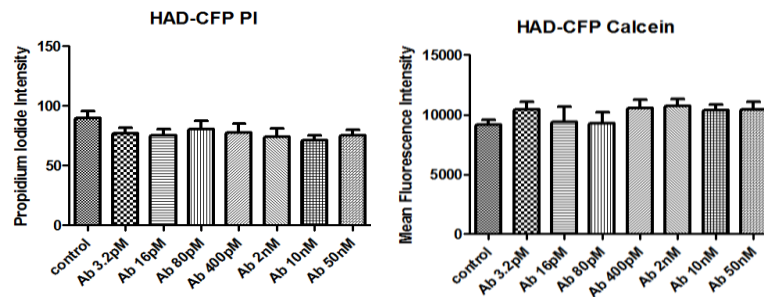 HAD-CFP PI
Propidium Iodide Intensity
150
100
50
0
control
Ab 3.2pM
Ab 16pM
Ab 80pM
Ab 400pM
Ab 2nM
Ab 10nM
Ab 50nM
HAD-CFP Calcein
Mean Fluorescence Intensity
15000
10000
5000
0
control
Ab 3.2pM
Ab 16pM
Ab 80pM
Ab 400pM
Ab 2nM
Ab 10nM
Ab 50nM